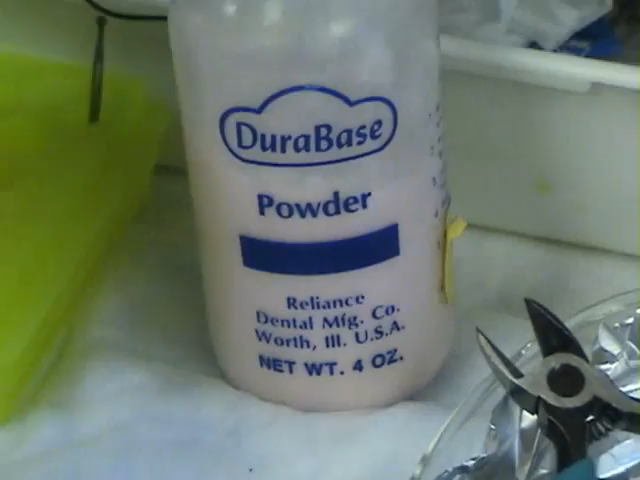 DuraBase
Powder
Reliance
Dental Mfg. Co.
Worth, Ill. U.S.A.
NET WT. 4 OZ.